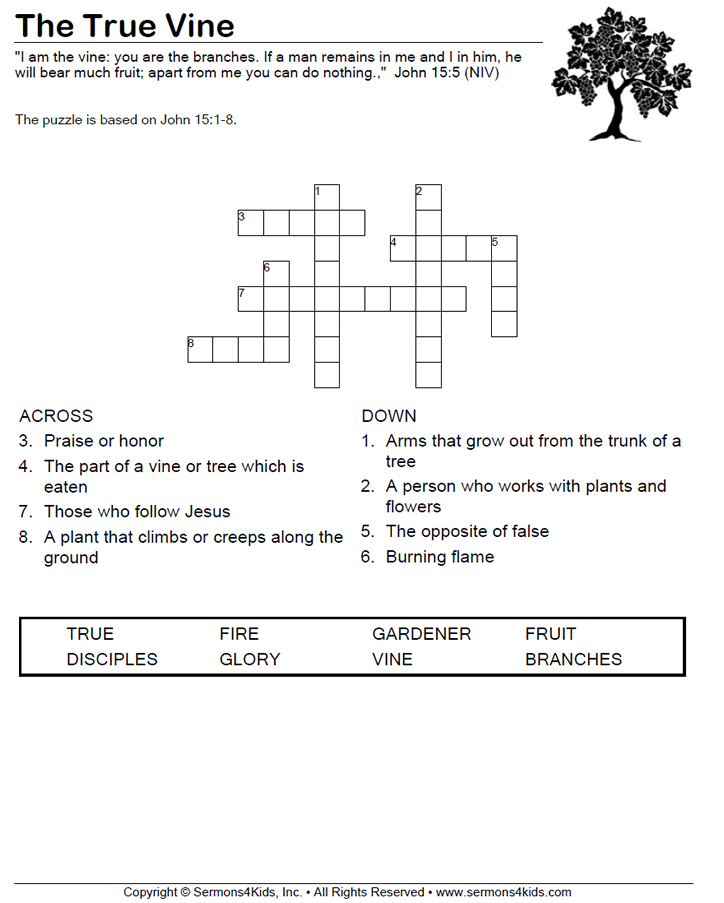 The True Vine
"I am the vine: you are the branches. If a man remains in me and I in him, he
will bear much fruit; apart from me you can do nothing.,"  John 15:5 (NIV)
The puzzle is based on John 15:1-8.
1
2
3
4
5
6
7
8
ACROSS
3. Praise or honor
4. The part of a vine or tree which is
eaten
7. Those who follow Jesus
8. A plant that climbs or creeps along the
ground
DOWN
1. Arms that grow out from the trunk of a
tree
2. A person who works with plants and
flowers
5. The opposite of false
6. Burning flame
TRUE FIRE GARDENER FRUIT
DISCIPLES GLORY VINE BRANCHES
Copyright © Sermons4Kids, Inc. • All Rights Reserved • www.sermons4kids.com